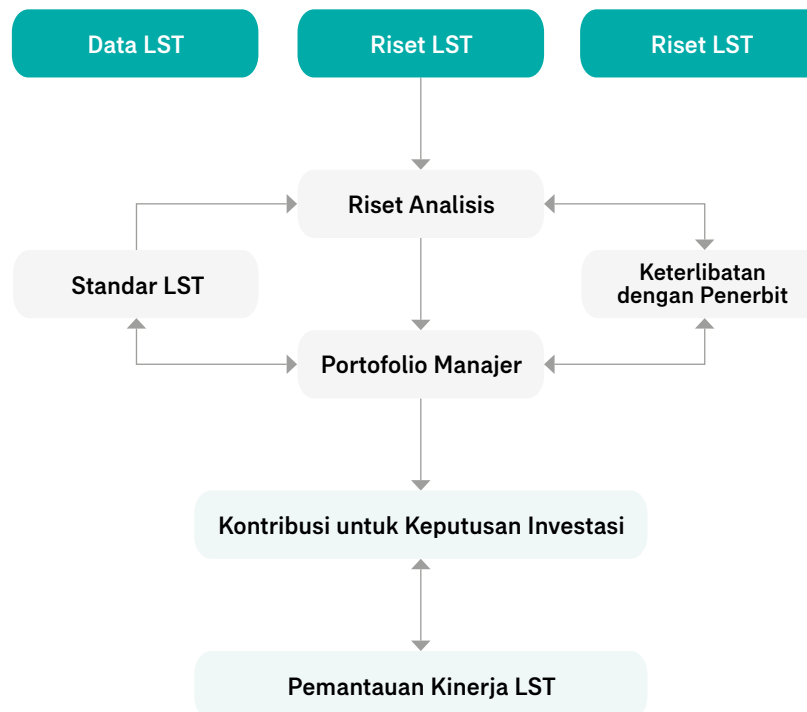 Data LST
Riset LST
Riset LST
Riset Analisis
Standar LST
Keterlibatan
dengan Penerbit
Portofolio Manajer
Kontribusi untuk Keputusan Investasi
Pemantauan Kinerja LST